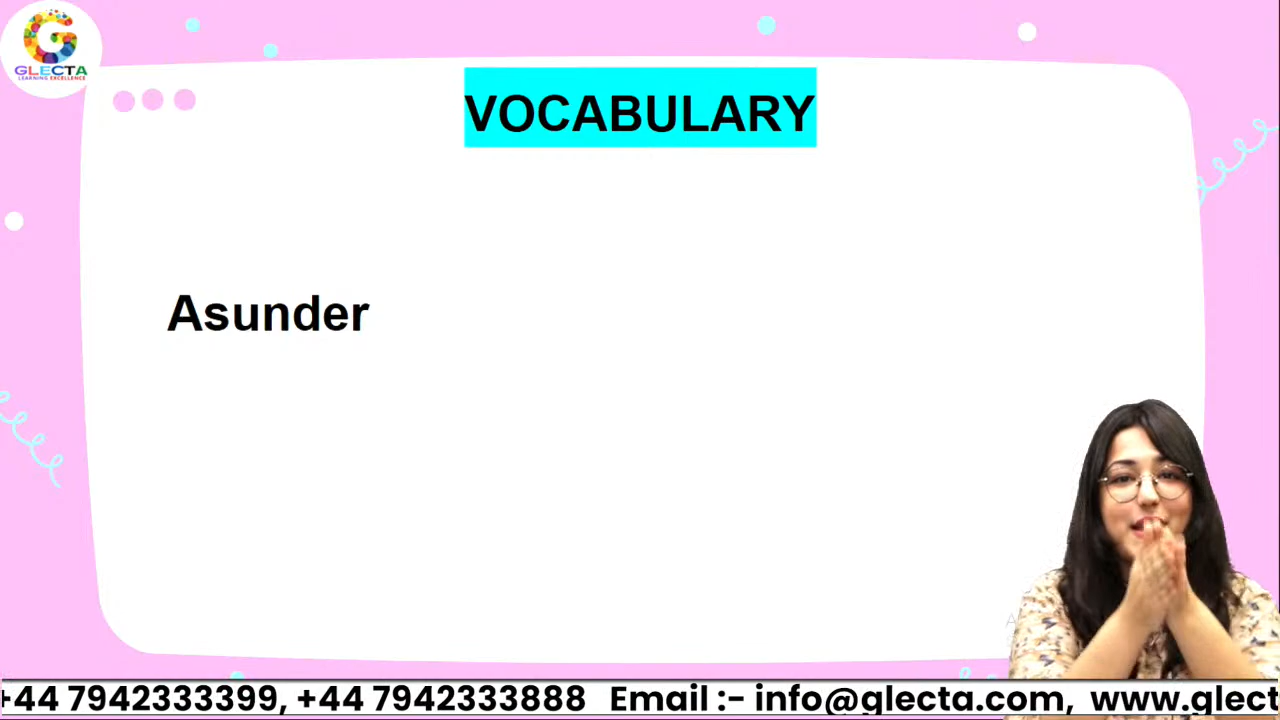 GLECTA
LEARNING EXCELLENCE
VOCABULARY
Asunder
+44 7942333399, +44 7942333888 Email :- info@glecta.com, www.glect